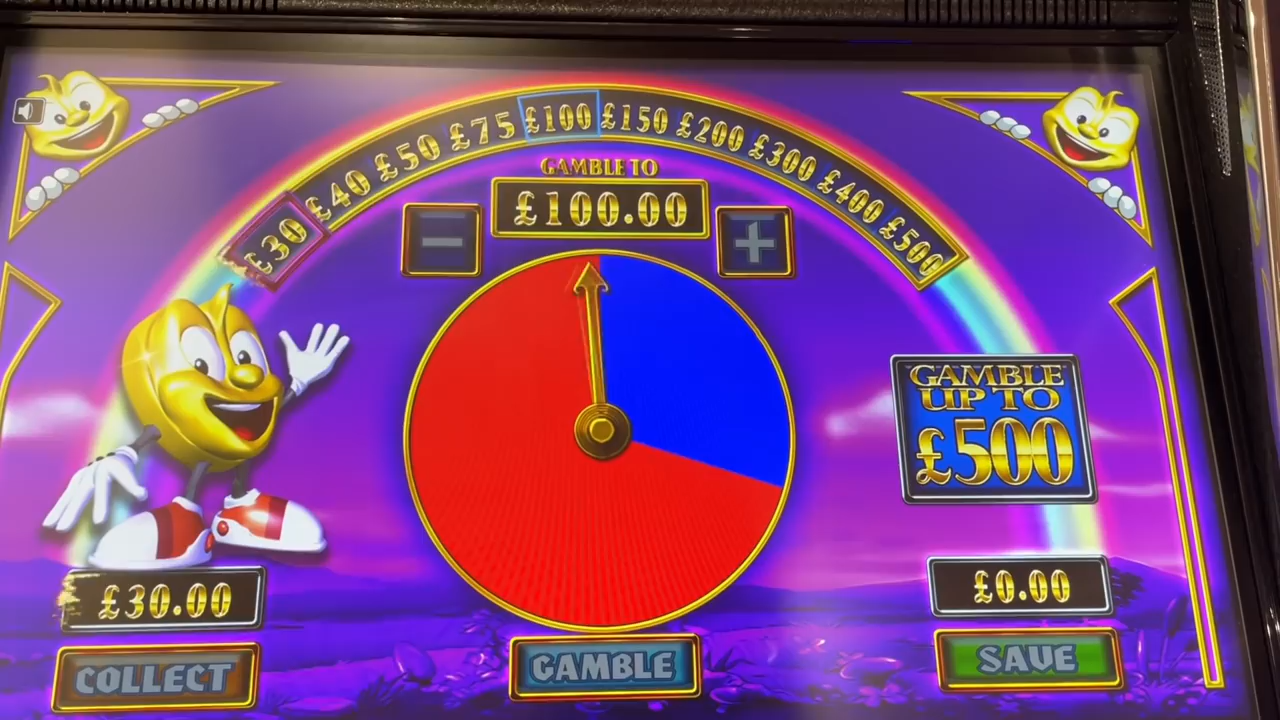 £30 £40 £50 £75 £100 £150 £200 £300 £400 £500
GAMBLE TO
£100.00
− +
GAMBLE
UP TO
£500
£30.00
£0.00
COLLECT
GAMBLE
SAVE